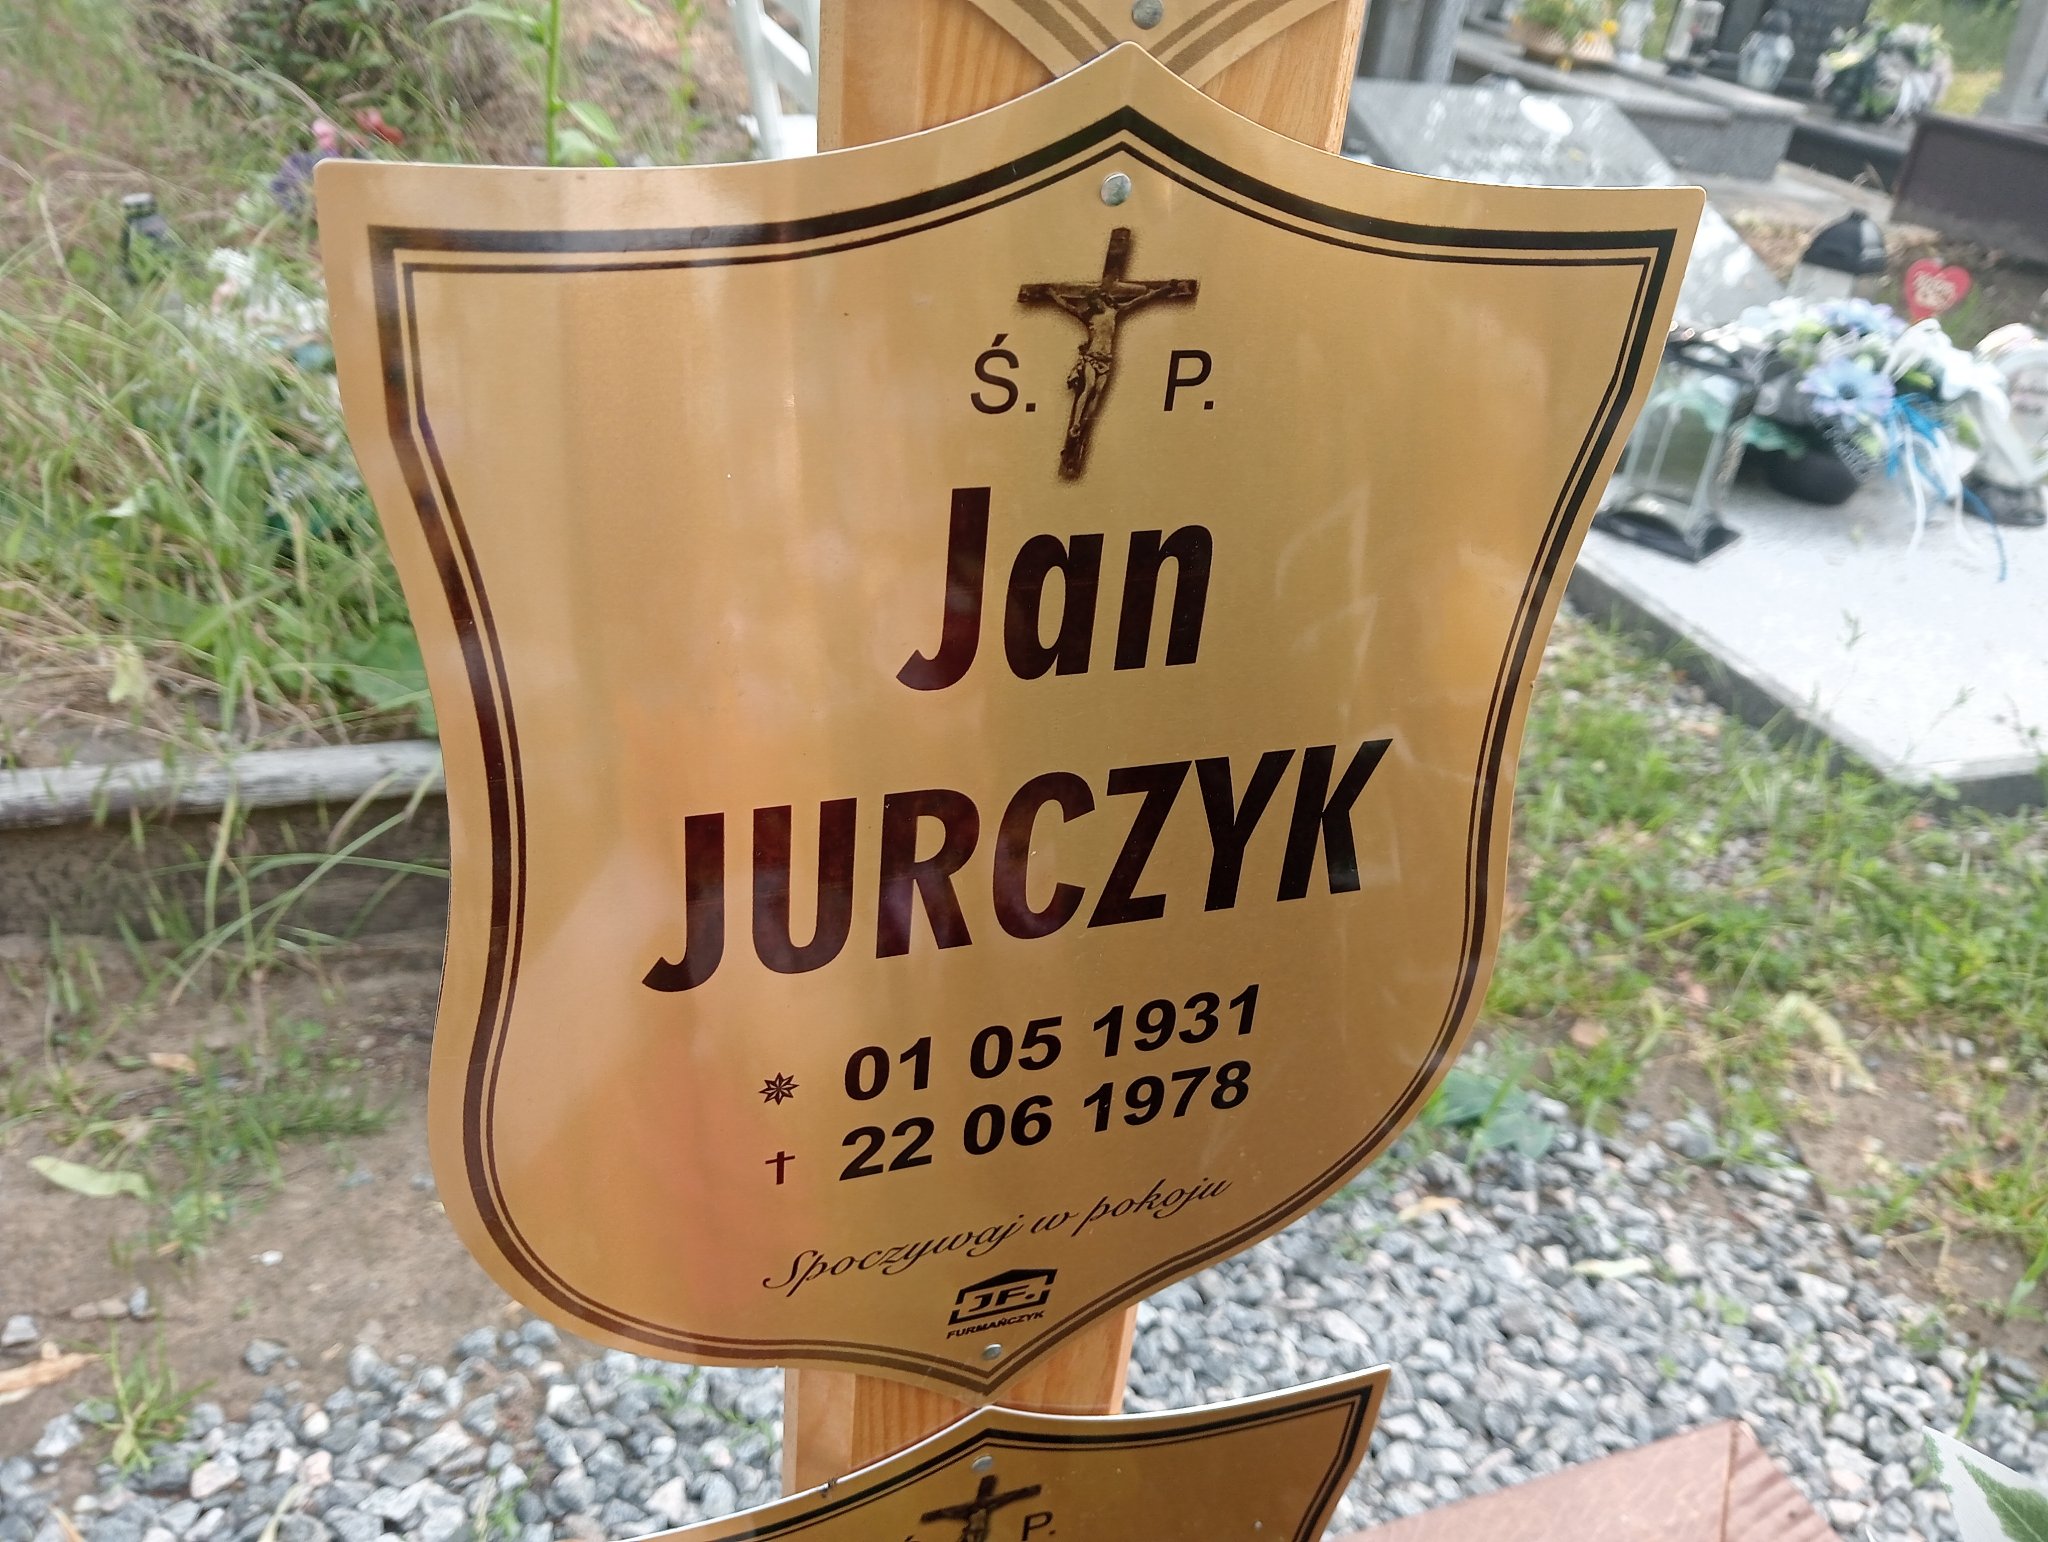 Ś. P.
Jan
JURCZYK
01 05 1931
† 22 06 1978
Spoczywaj w pokoju
JF.
FURMAŃCZYK
Ś P.